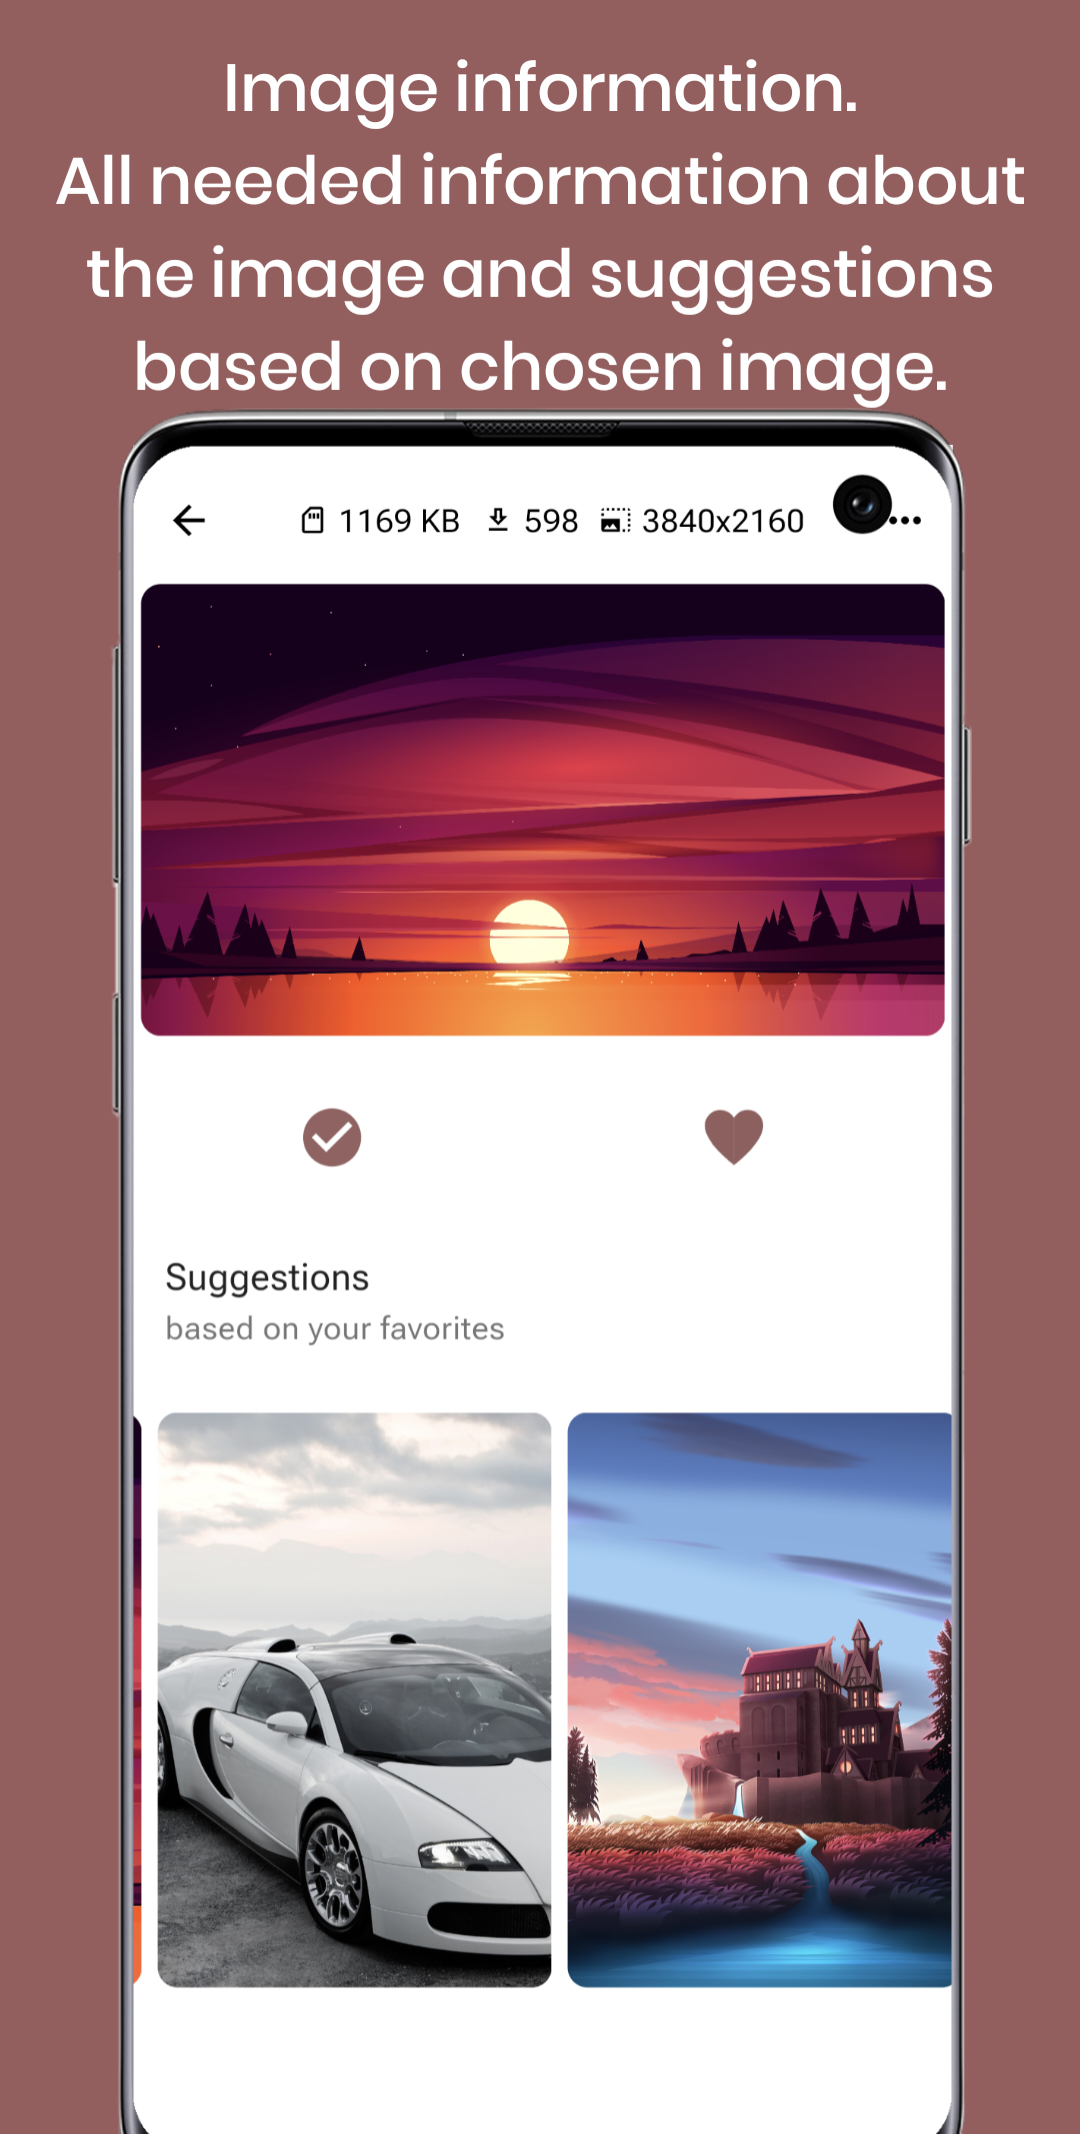 Image information.
All needed information about
the image and suggestions
based on chosen image.
1169 KB 598 3840x2160
Suggestions
based on your favorites